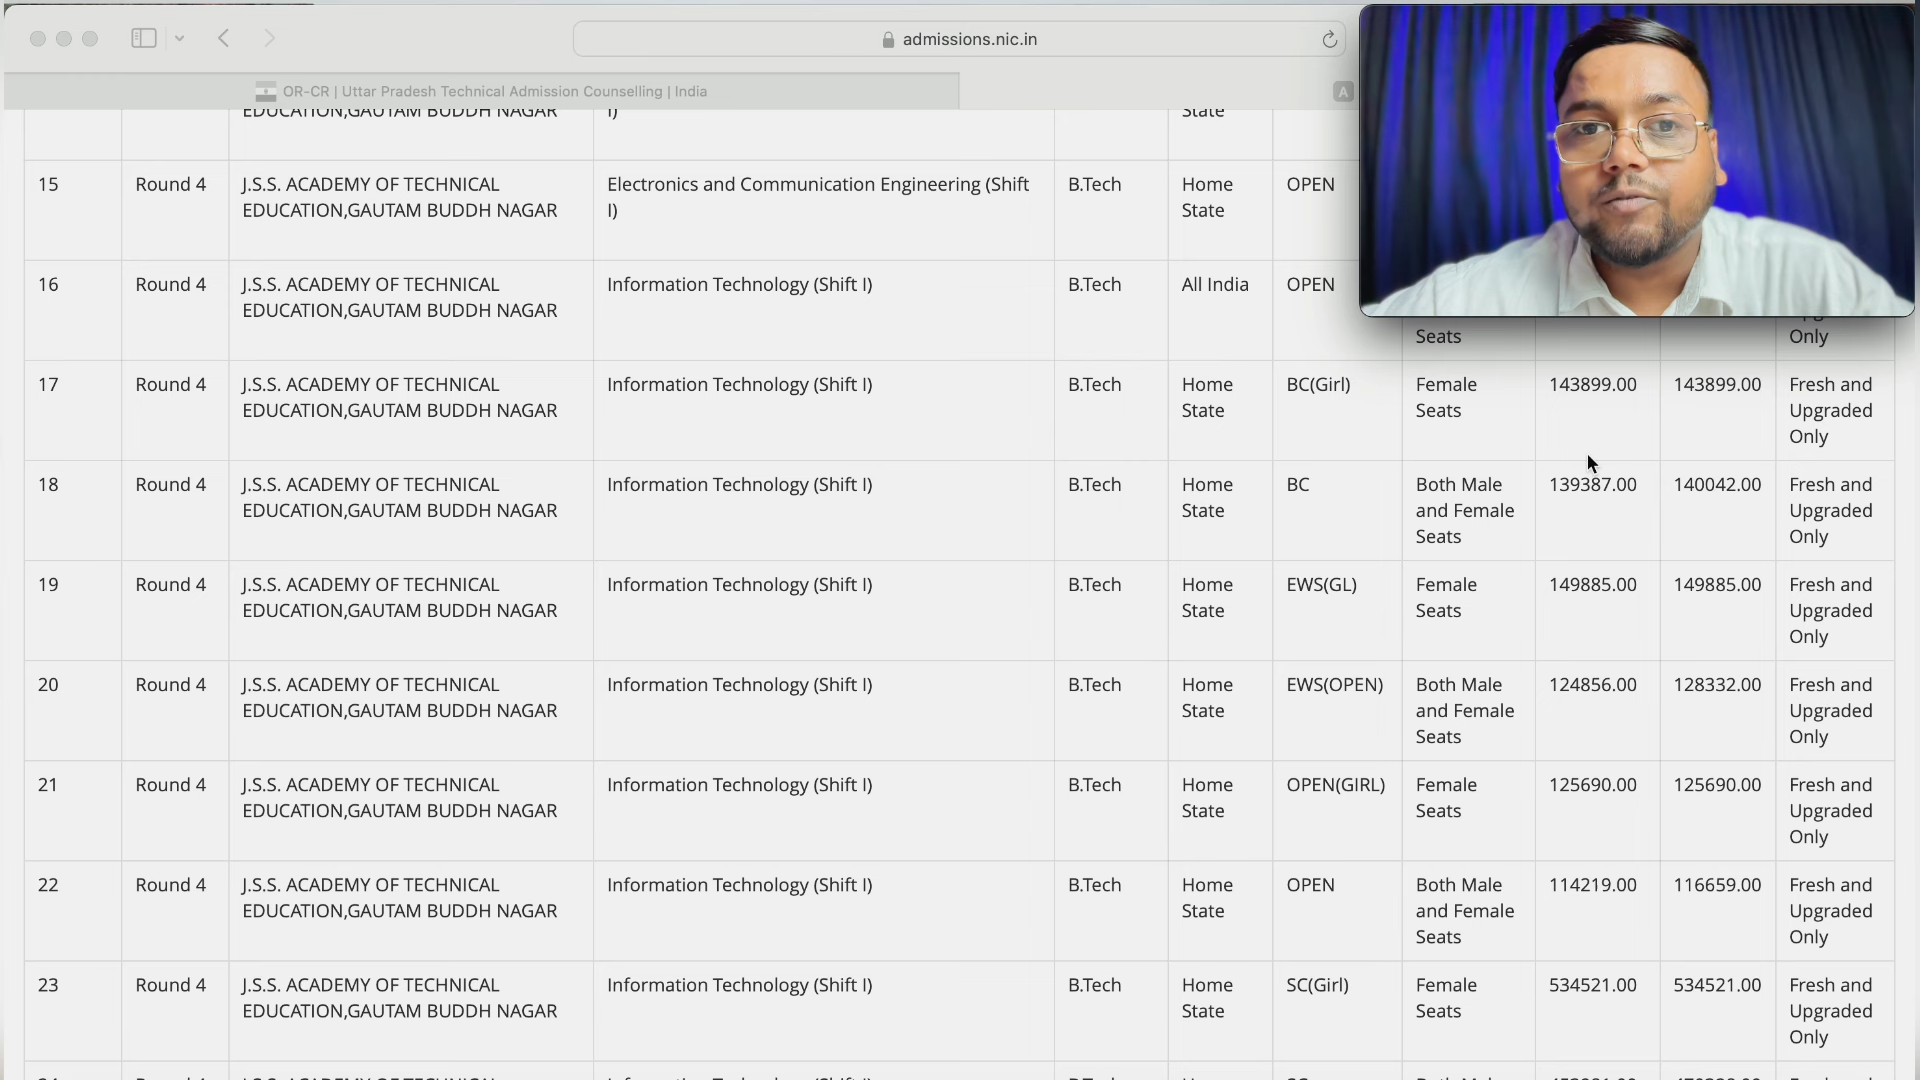 admissions.nic.in
OR-CR | Uttar Pradesh Technical Admission Counselling | India
A
EDUCATION,GAUTAM BUDDH NAGAR I) State
15 Round 4 J.S.S. ACADEMY OF TECHNICAL Electronics and Communication Engineering (Shift B.Tech Home OPEN
EDUCATION,GAUTAM BUDDH NAGAR I) State
16 Round 4 J.S.S. ACADEMY OF TECHNICAL Information Technology (Shift I) B.Tech All India OPEN
EDUCATION,GAUTAM BUDDH NAGAR
Seats Only
17 Round 4 J.S.S. ACADEMY OF TECHNICAL Information Technology (Shift I) B.Tech Home BC(Girl) Female 143899.00 143899.00 Fresh and
EDUCATION,GAUTAM BUDDH NAGAR State Seats Upgraded
Only
18 Round 4 J.S.S. ACADEMY OF TECHNICAL Information Technology (Shift I) B.Tech Home BC Both Male 139387.00 140042.00 Fresh and
EDUCATION,GAUTAM BUDDH NAGAR State and Female Upgraded
Seats Only
19 Round 4 J.S.S. ACADEMY OF TECHNICAL Information Technology (Shift I) B.Tech Home EWS(GL) Female 149885.00 149885.00 Fresh and
EDUCATION,GAUTAM BUDDH NAGAR State Seats Upgraded
Only
20 Round 4 J.S.S. ACADEMY OF TECHNICAL Information Technology (Shift I) B.Tech Home EWS(OPEN) Both Male 124856.00 128332.00 Fresh and
EDUCATION,GAUTAM BUDDH NAGAR State and Female Upgraded
Seats Only
21 Round 4 J.S.S. ACADEMY OF TECHNICAL Information Technology (Shift I) B.Tech Home OPEN(GIRL) Female 125690.00 125690.00 Fresh and
EDUCATION,GAUTAM BUDDH NAGAR State Seats Upgraded
Only
22 Round 4 J.S.S. ACADEMY OF TECHNICAL Information Technology (Shift I) B.Tech Home OPEN Both Male 114219.00 116659.00 Fresh and
EDUCATION,GAUTAM BUDDH NAGAR State and Female Upgraded
Seats Only
23 Round 4 J.S.S. ACADEMY OF TECHNICAL Information Technology (Shift I) B.Tech Home SC(Girl) Female 534521.00 534521.00 Fresh and
EDUCATION,GAUTAM BUDDH NAGAR State Seats Upgraded
Only